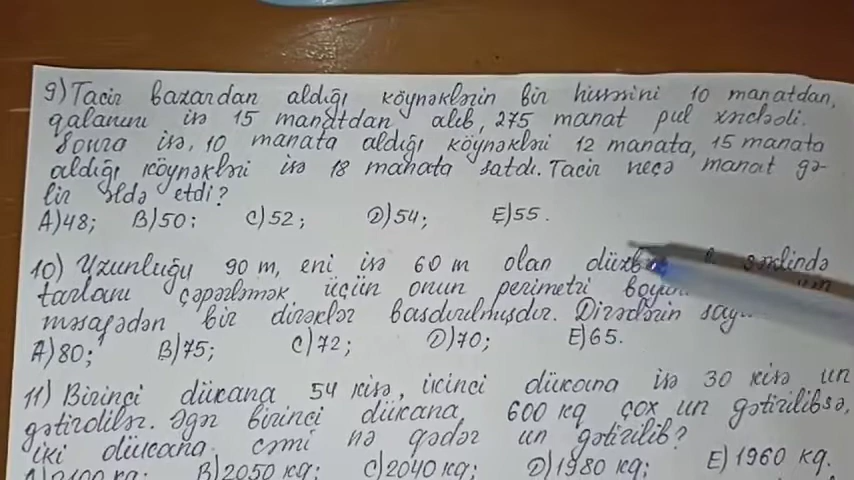 9) Tacir bazardan aldığı köynəklərin bir hissəsini 10 manatdan,
qalanını isə 15 manatdan alıb, 275 manat pul xərclədi.
Sonra isə, 10 manata aldığı köynəkləri 12 manata, 15 manata
aldığı köynəkləri isə 18 manata satdı. Tacir neçə manat gə-
lir əldə etdi?
A) 48; B) 50; C) 52; D) 54; E) 55.
10) Uzunluğu 90 m, eni isə 60 m olan şəklində
tarlanı çəpərləmək üçün onun perimetri
məsafədən bir dirəklər basdırılmışdır. Dirəklərin
A) 80; B) 75; C) 72; D) 70; E) 65.
11) Birinci dükana 54 kisə, ikinci dükana isə 30 kisə un
gətirdilər. Əgər birinci dükana 600 kq çox un gətirilibsə,
iki dükana cəmi nə qədər un gətirilib?
A) 2100 kq; B) 2050 kq; C) 2040 kq; D) 1980 kq; E) 1960 kq.